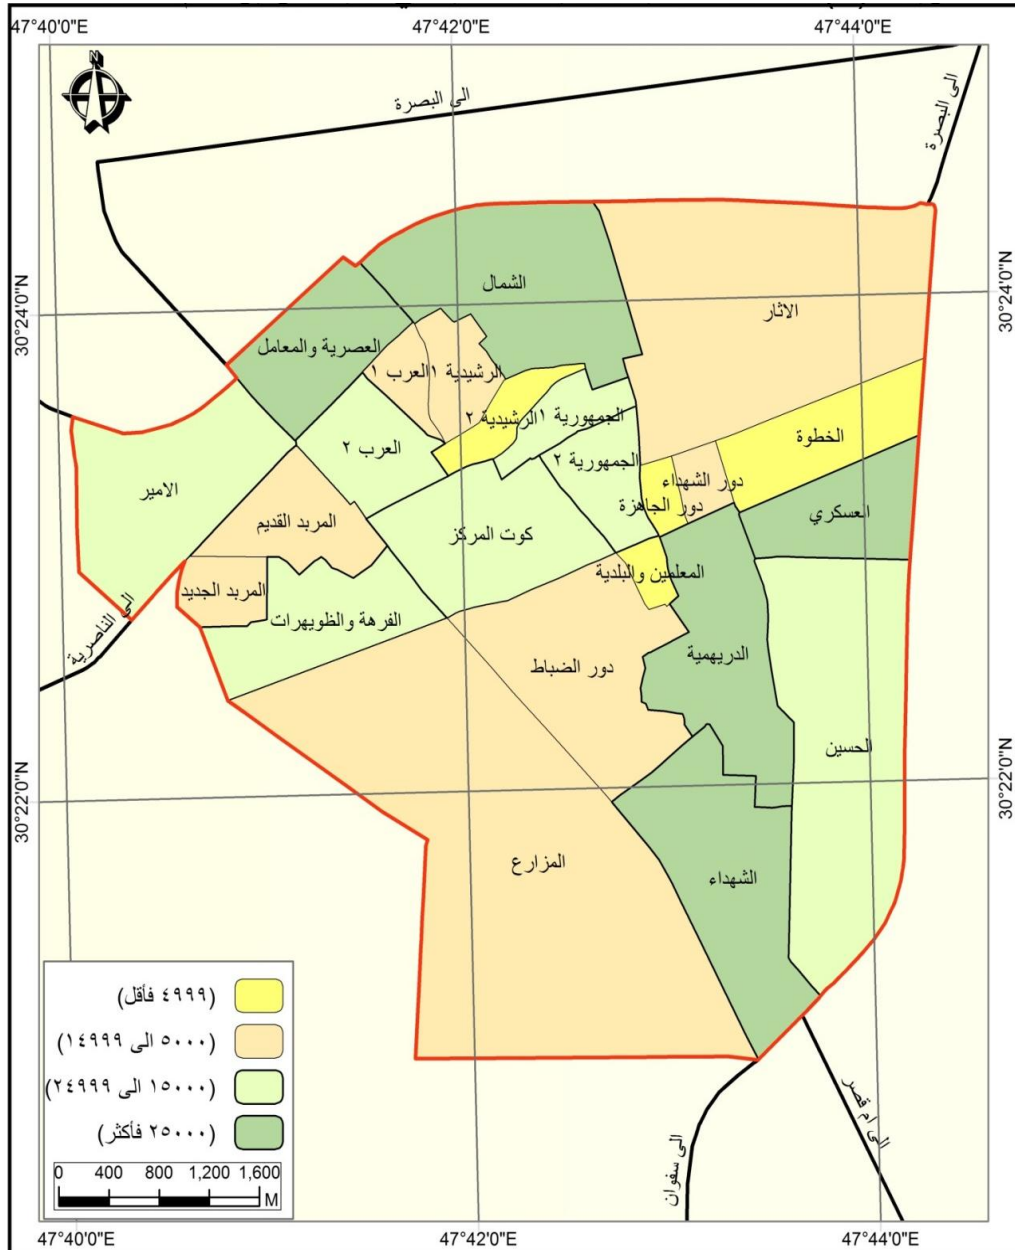 47°40'0"E
47°42'0"E
47°44'0"E
N
الى البصرة
الى البصرة
30°24'0"N
30°24'0"N
الشمال
الاثار
العصرية والمعامل
الرشيدية ١
العرب ١
الجمهورية ١
الرشيدية ٢
الخطوة
العرب ٢
الجمهورية ٢
دور الشهداء
الامير
دور الجاهزة
العسكري
المربد القديم
كوت المركز
المعلمين والبلدية
المربد الجديد
الفرهة والظويهرات
الى الناصرية
دور الضباط
الدريهمية
الحسين
30°22'0"N
30°22'0"N
المزارع
الشهداء
(٤٩٩٩ فأقل)
(٥٠٠٠ الى ١٤٩٩٩)
(١٥٠٠٠ الى ٢٤٩٩٩)
(٢٥٠٠٠ فأكثر)
الى ام قصر
الى سفوان
0 400 800 1,200 1,600
M
47°40'0"E
47°42'0"E
47°44'0"E